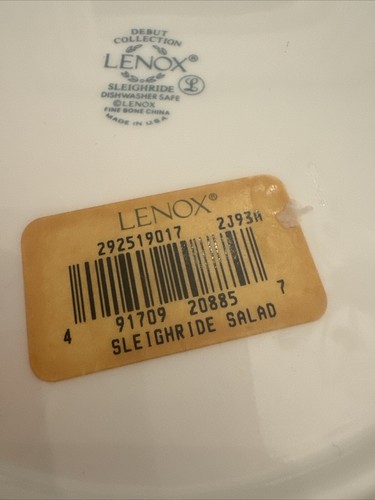 DEBUT
COLLECTION
LENOX®
SLEIGHRIDE
L
DISHWASHER SAFE
©LENOX
FINE BONE CHINA
MADE IN U.S.A.
LENOX®
292519017 2J93M
4 91709 20885 7
SLEIGHRIDE SALAD